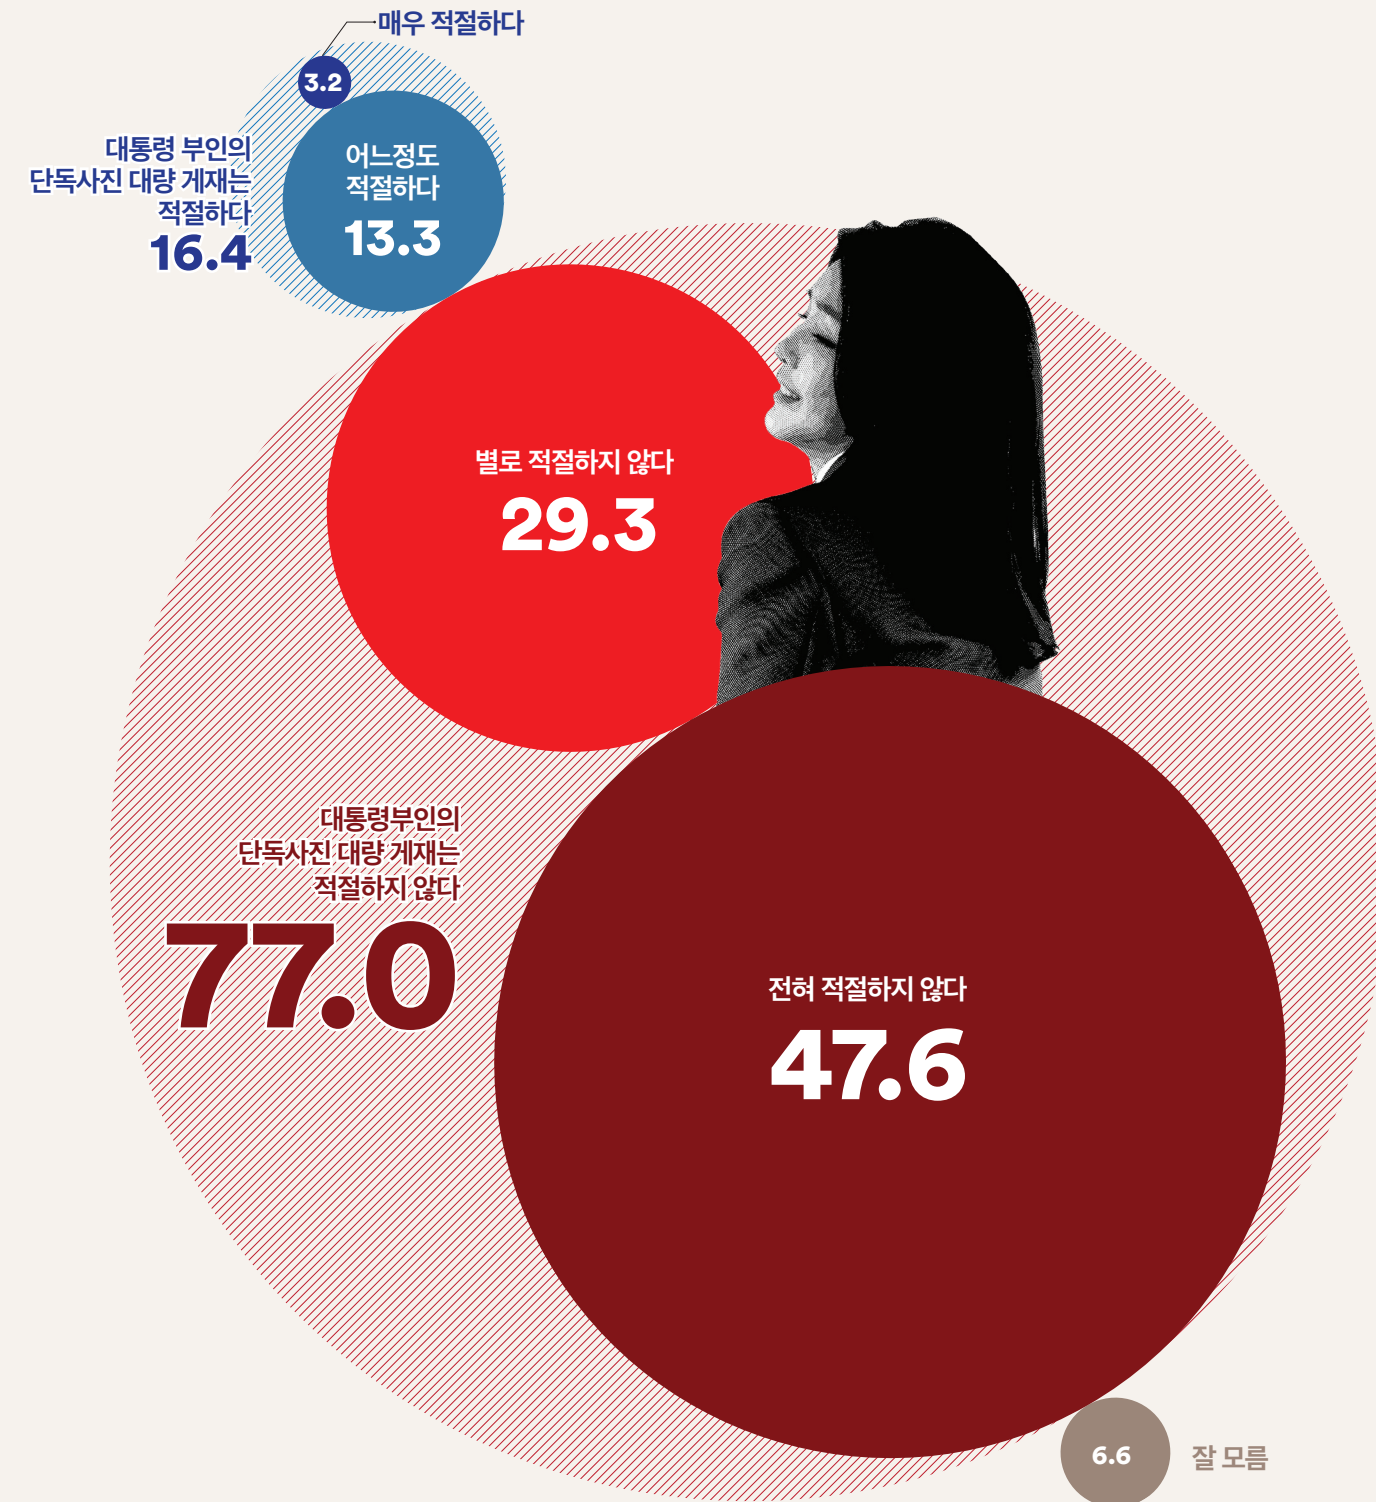 매우 적절하다
3.2
대통령 부인의
단독사진 대량 게재는
적절하다
16.4
어느정도
적절하다
13.3
별로 적절하지 않다
29.3
대통령부인의
단독사진 대량 게재는
적절하지 않다
77.0
전혀 적절하지 않다
47.6
6.6
잘 모름